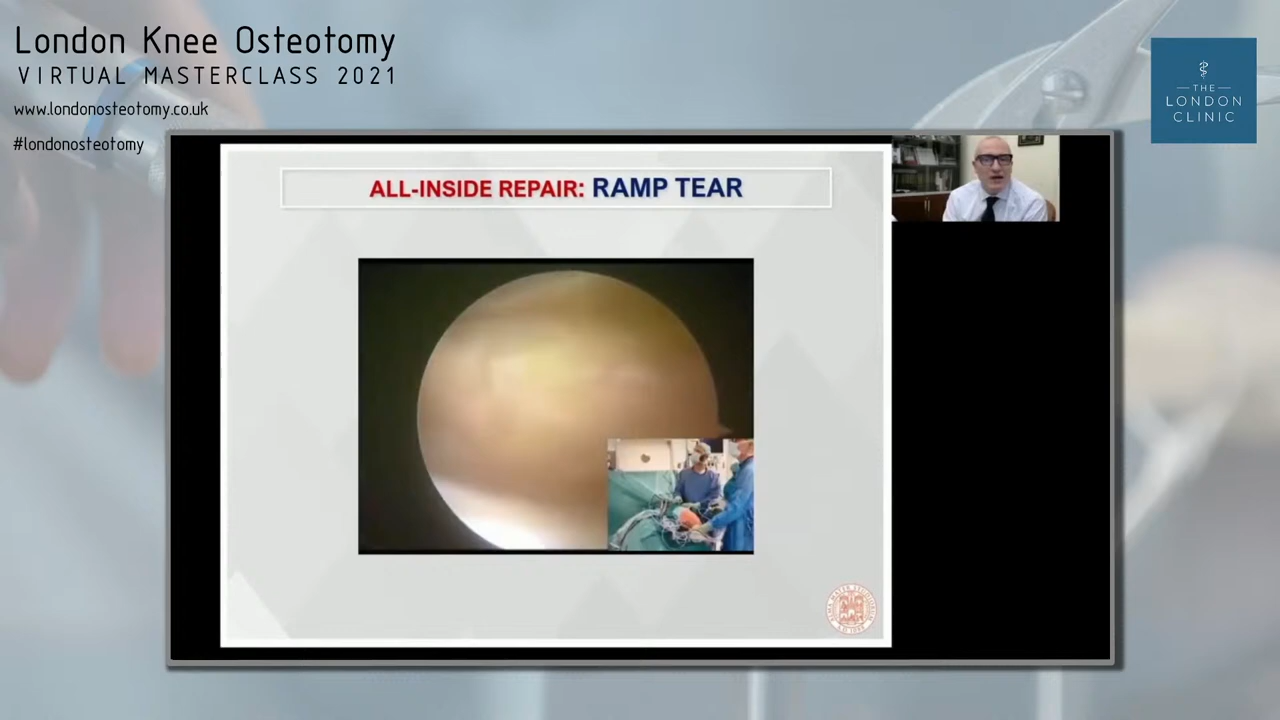 London Knee Osteotomy
VIRTUAL MASTERCLASS 2021
www.londonosteotomy.co.uk
#londonosteotomy
THE
LONDON
CLINIC
ALL-INSIDE REPAIR: RAMP TEAR